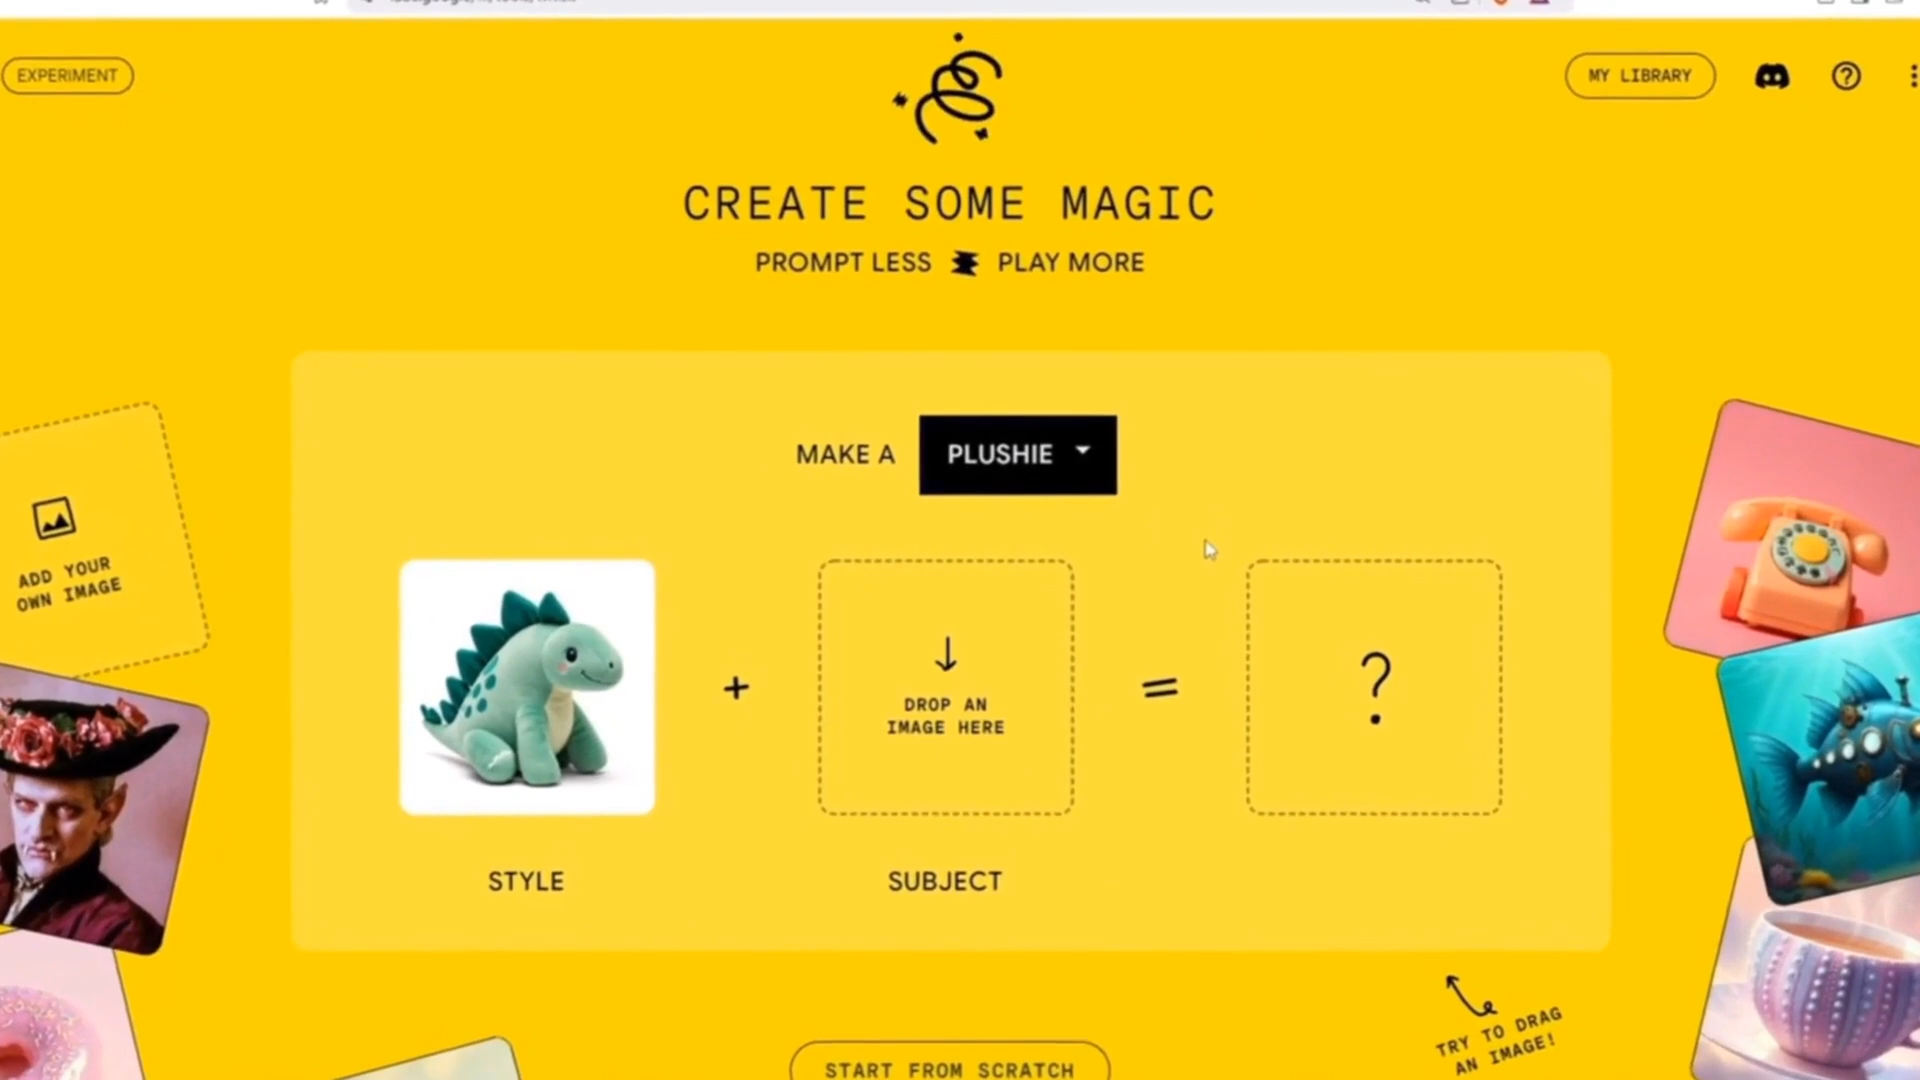 EXPERIMENT
MY LIBRARY
CREATE SOME MAGIC
PROMPT LESS PLAY MORE
MAKE A PLUSHIE
ADD YOUR
OWN IMAGE
+
=
?
DROP AN
IMAGE HERE
STYLE
SUBJECT
TRY TO DRAG
AN IMAGE!
START FROM SCRATCH